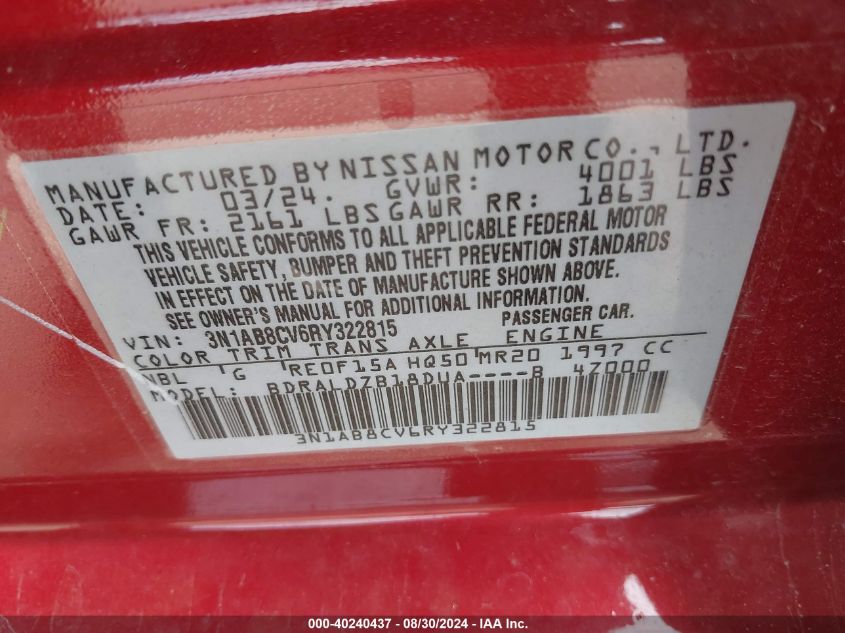 MANUFACTURED BY NISSAN MOTOR CO., LTD.
DATE: 03/24. GVWR: 4001 LBS
GAWR FR: 2161 LBS GAWR RR: 1863 LBS
THIS VEHICLE CONFORMS TO ALL APPLICABLE FEDERAL MOTOR
VEHICLE SAFETY, BUMPER AND THEFT PREVENTION STANDARDS
IN EFFECT ON THE DATE OF MANUFACTURE SHOWN ABOVE.
SEE OWNER'S MANUAL FOR ADDITIONAL INFORMATION.
VIN: 3N1AB8CV6RY322815 PASSENGER CAR.
COLOR TRIM TRANS AXLE ENGINE
NBL G RE0F15A HQ50 MR20 1997 CC
MODEL: BDRALDZB18DUA----B 47000
3N1AB8CV6RY322815
000-40240437 - 08/30/2024 - IAA Inc.